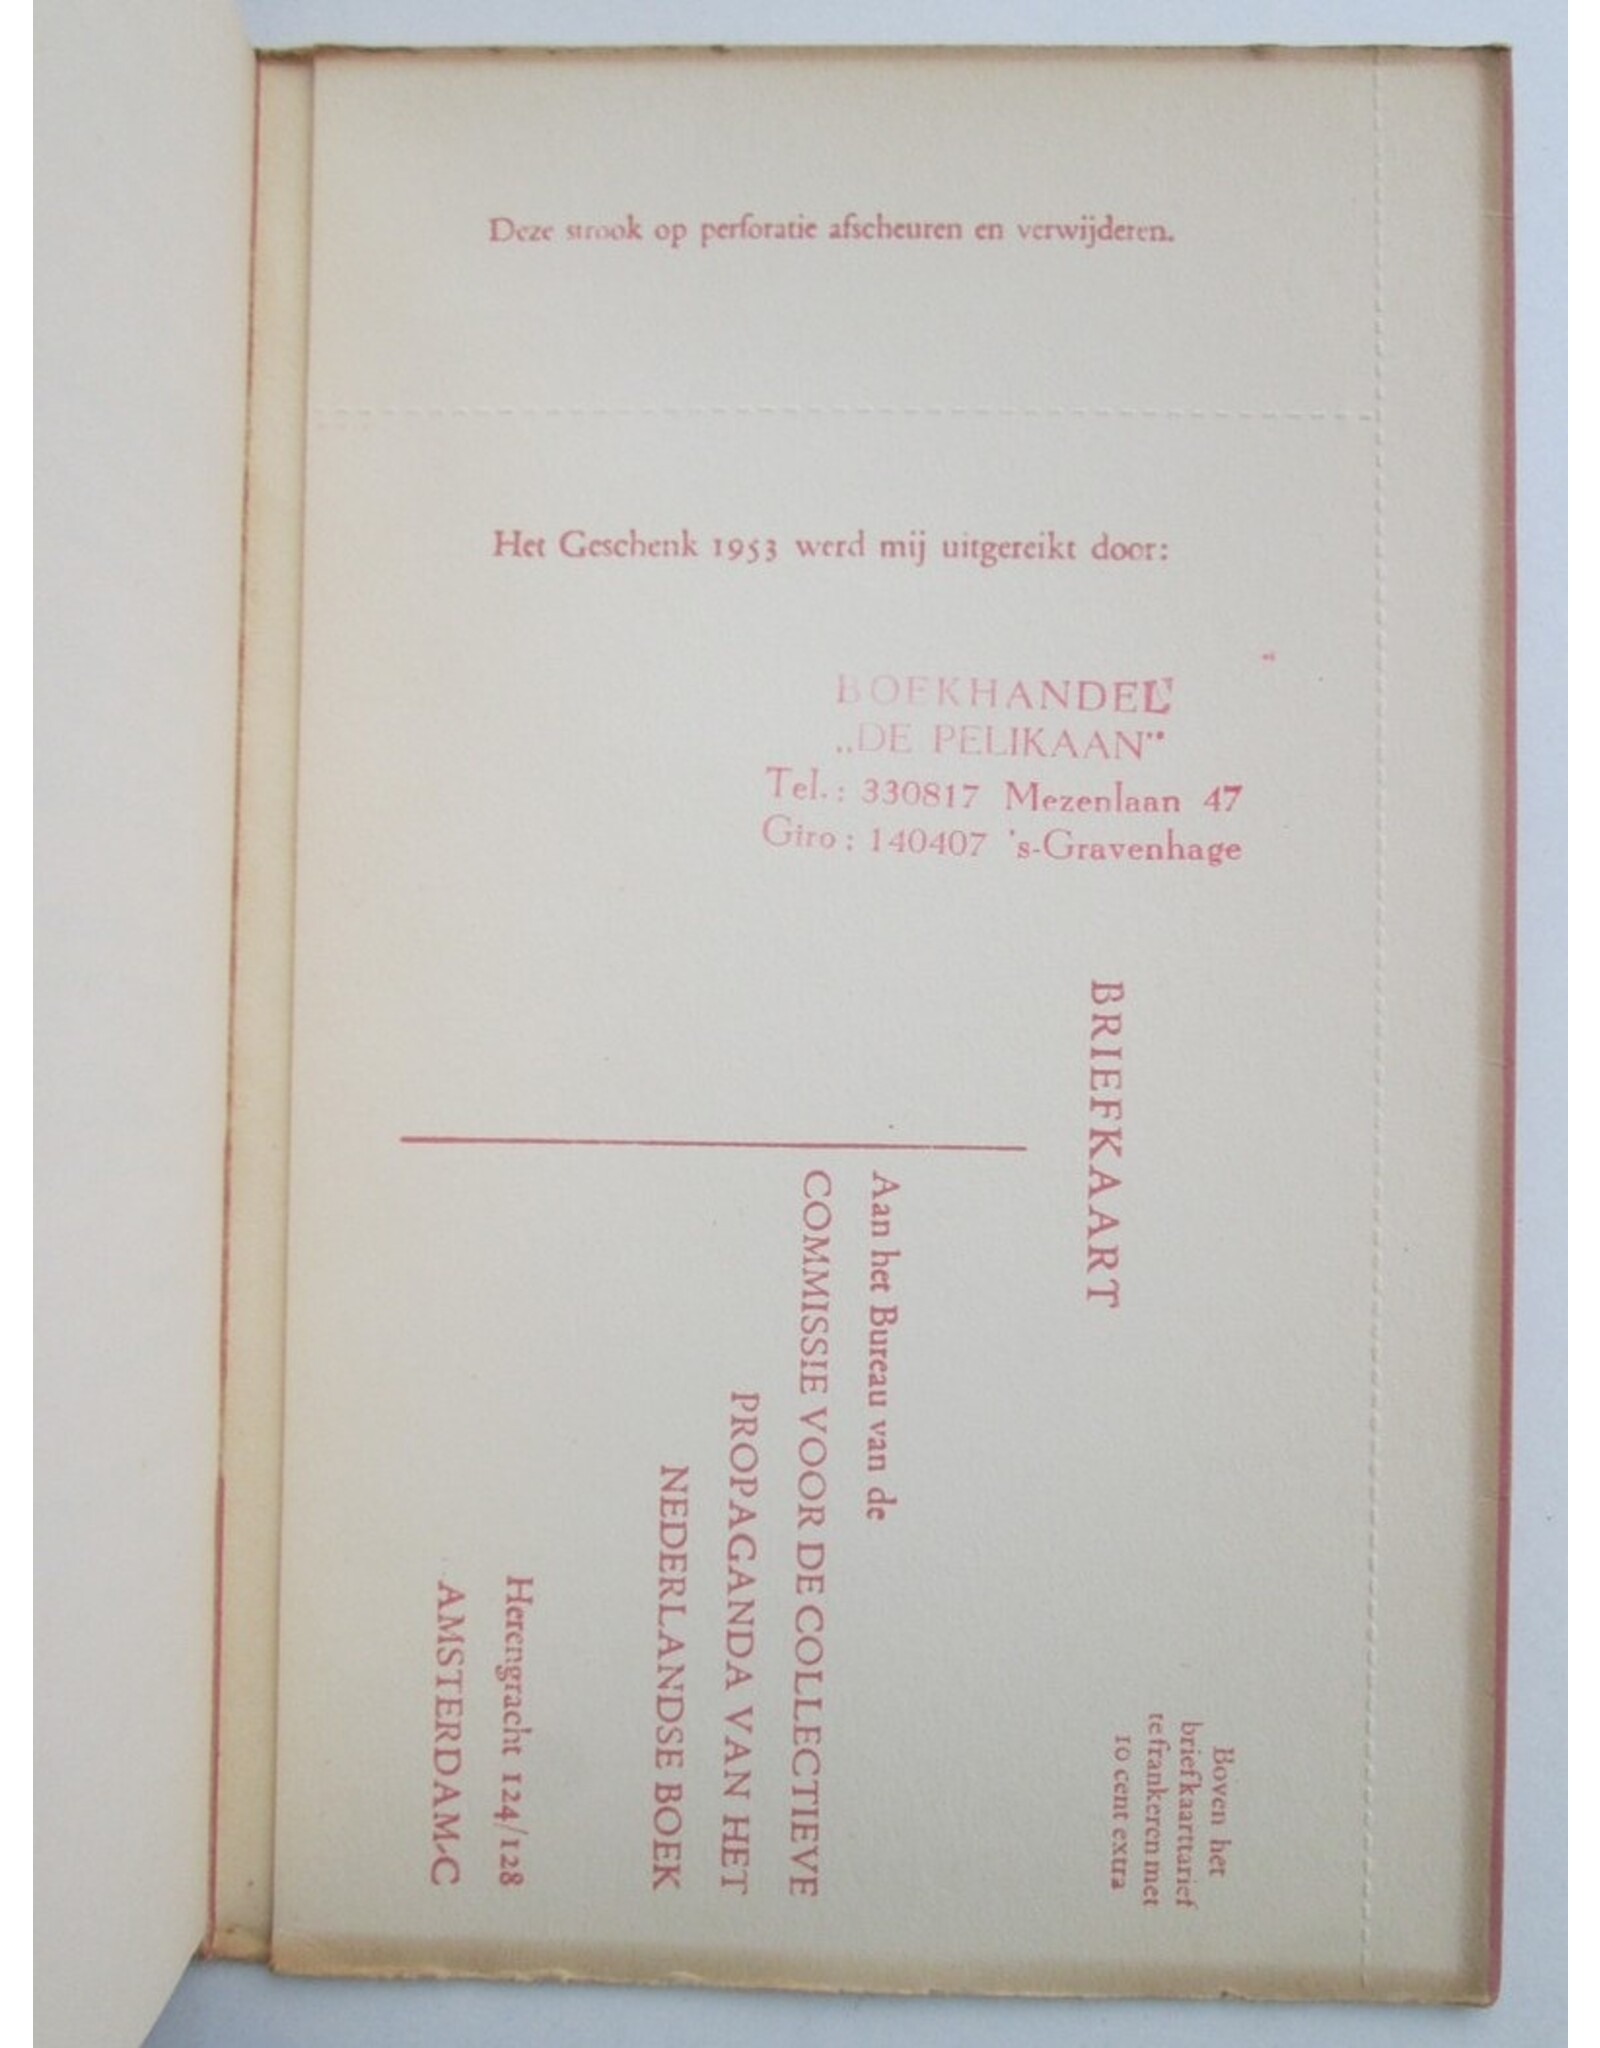 Deze strook op perforatie afscheuren en verwijderen.
Het Geschenk 1953 werd mij uitgereikt door:
BOEKHANDEL
„DE PELIKAAN"
Tel.: 330817 Mezenlaan 47
Giro: 140407 's-Gravenhage
BRIEFKAART
Boven het
briefkaarttarief
te frankeren met
10 cent extra
Aan het Bureau van de
COMMISSIE VOOR DE COLLECTIEVE
PROPAGANDA VAN HET
NEDERLANDSE BOEK
Herengracht 124/128
AMSTERDAM-C